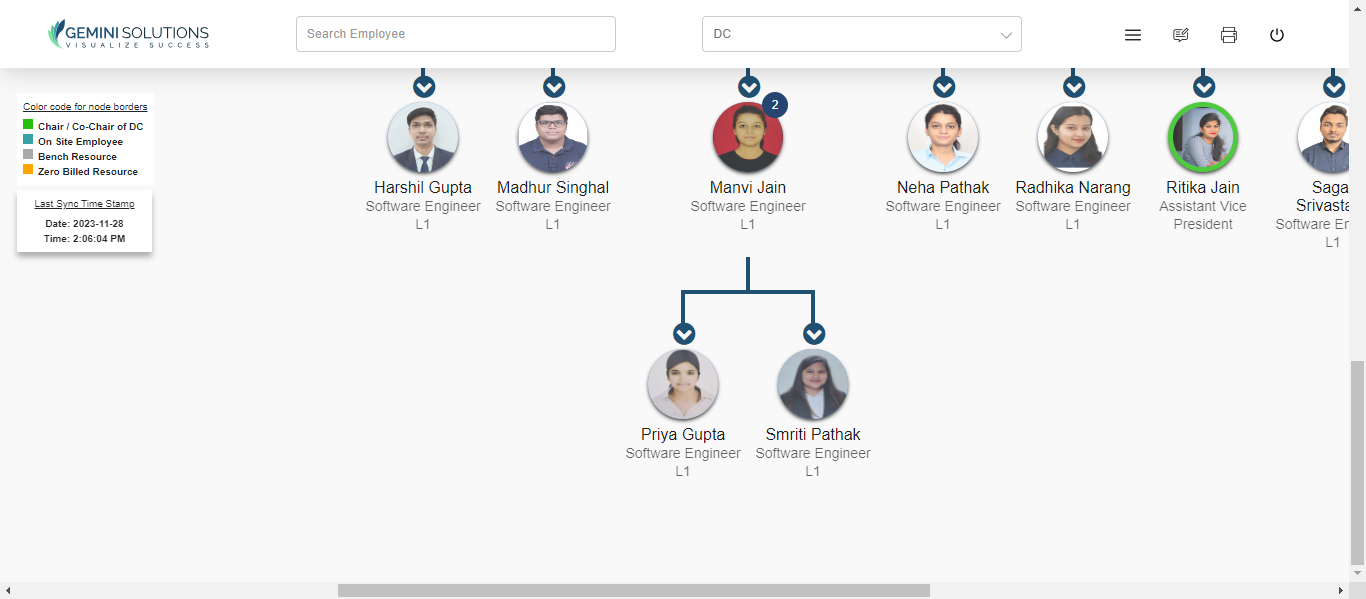 GEMINI SOLUTIONS
VISUALIZE SUCCESS
Search Employee
DC
Color code for node borders
Chair / Co-Chair of DC
On Site Employee
Bench Resource
Zero Billed Resource
Last Sync Time Stamp
Date: 2023-11-28
Time: 2:06:04 PM
Harshil Gupta
Software Engineer
L1
Madhur Singhal
Software Engineer
L1
2
Manvi Jain
Software Engineer
L1
Neha Pathak
Software Engineer
L1
Radhika Narang
Software Engineer
L1
Ritika Jain
Assistant Vice
President
Saga
Srivasta
Software En
L1
Priya Gupta
Software Engineer
L1
Smriti Pathak
Software Engineer
L1